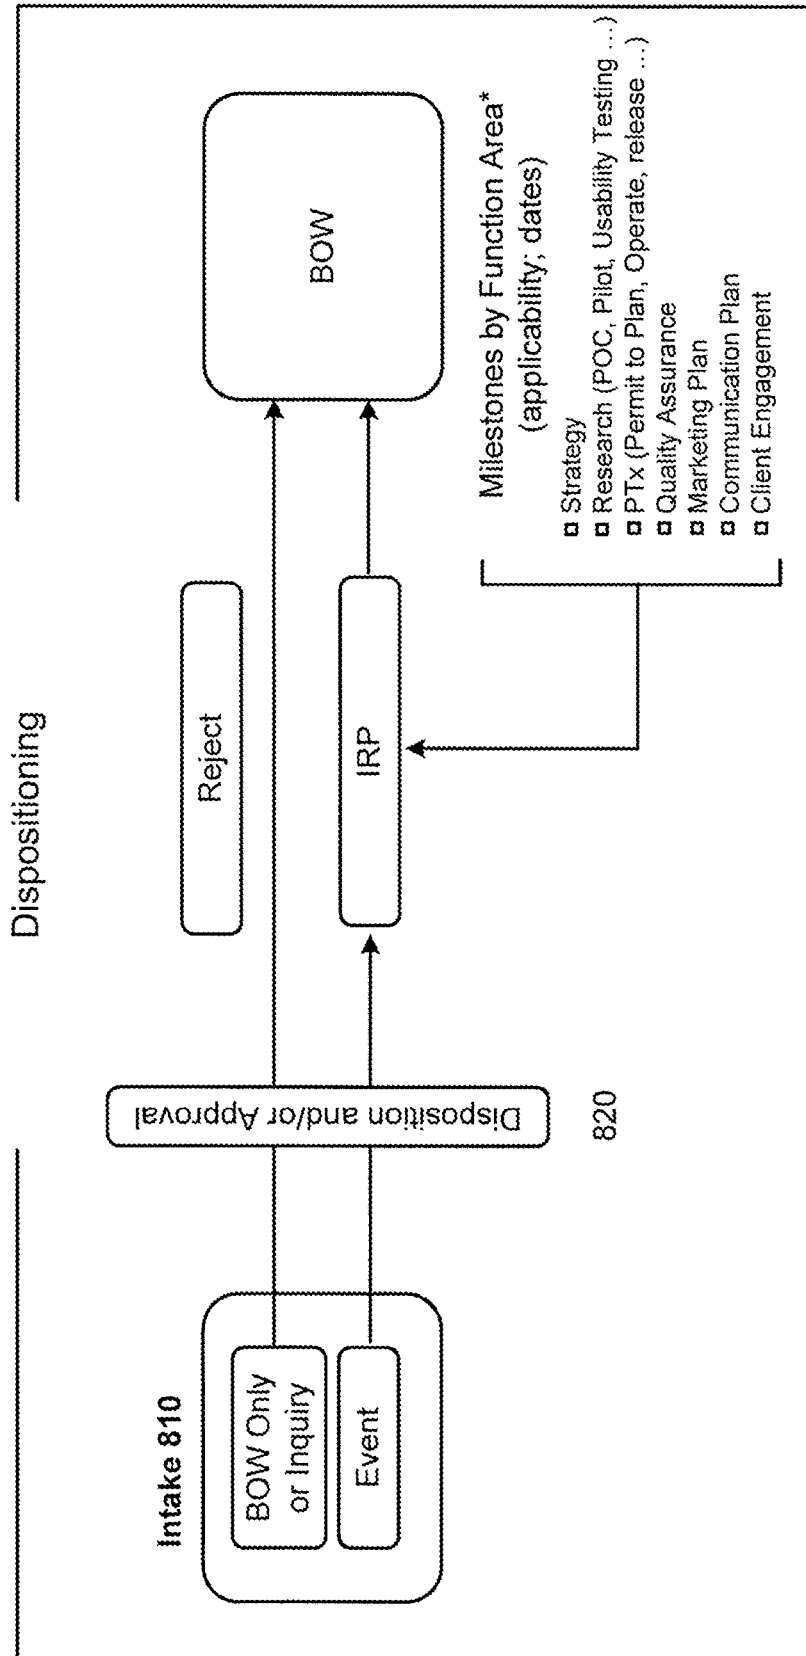 Dispositioning
Intake 810
BOW Only
or Inquiry
Event
Disposition and/or Approval
820
Reject
IRP
BOW
Milestones by Function Area*
(applicability; dates)
Strategy
Research (POC, Pilot, Usability Testing ...)
PTx (Permit to Plan, Operate, release ...)
Quality Assurance
Marketing Plan
Communication Plan
Client Engagement